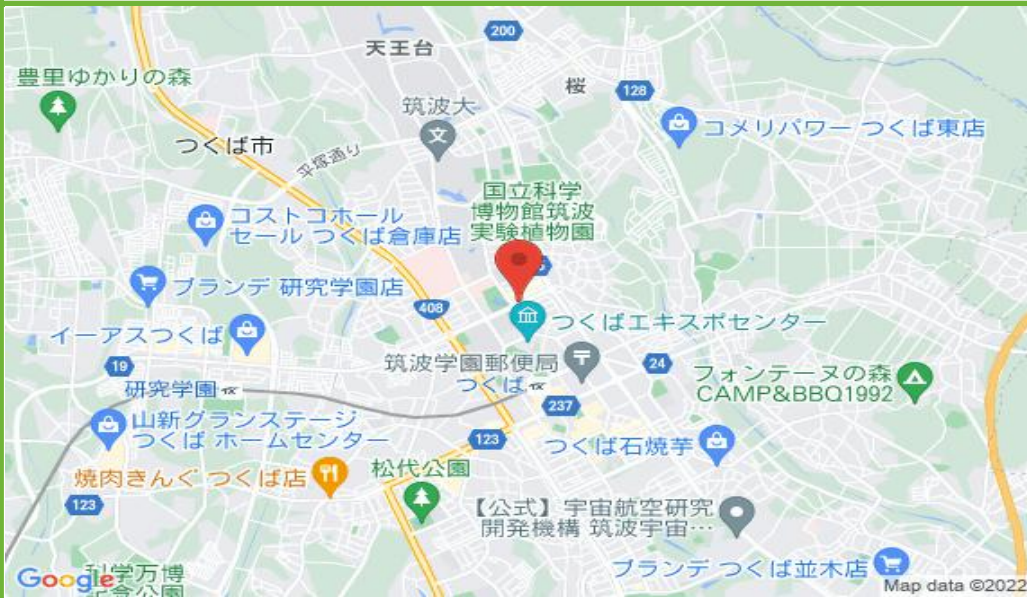 200
天王台
豊里ゆかりの森
桜
128
筑波大
文
コメリパワー つくば東店
つくば市
平塚通り
国立科学
博物館筑波
実験植物園
コストコホール
セール つくば倉庫店
ブランデ 研究学園店
408
つくばエキスポセンター
イーアスつくば
筑波学園郵便局
19
24
つくば
フォンテーヌの森
CAMP&BBQ1992
研究学園
237
山新グランステージ
つくば ホームセンター
123
つくば石焼芋
焼肉きんぐ つくば店
松代公園
123
【公式】宇宙航空研究
開発機構 筑波宇宙…
ブランデ つくば並木店
Google
学万博
Map data ©2022